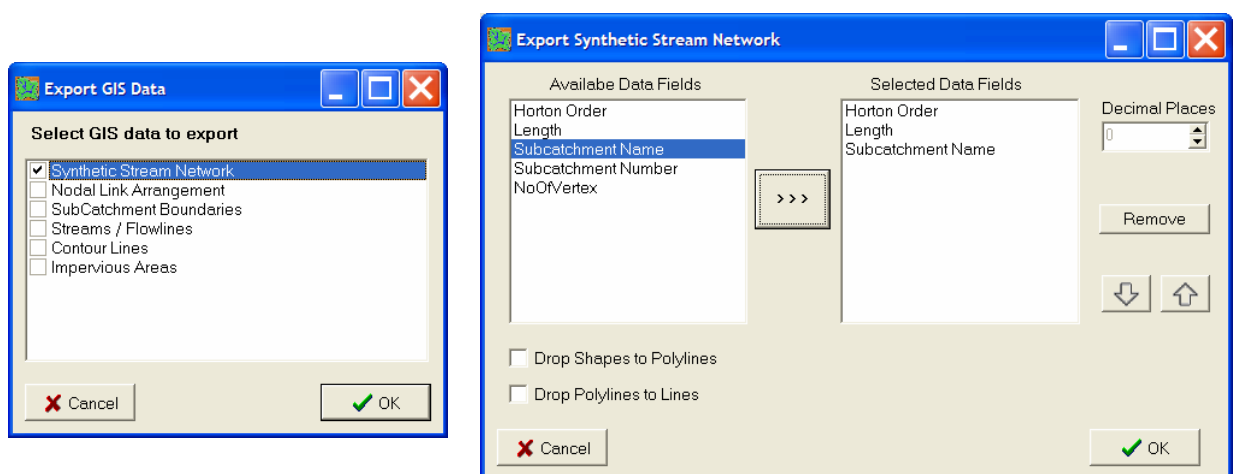 Export GIS Data
Select GIS data to export
Synthetic Stream Network
Nodal Link Arrangement
SubCatchment Boundaries
Streams / Flowlines
Contour Lines
Impervious Areas
Cancel
OK
Export Synthetic Stream Network
Availabe Data Fields
Horton Order
Length
Subcatchment Name
Subcatchment Number
NoOfVertex
>>>
Selected Data Fields
Horton Order
Length
Subcatchment Name
Decimal Places
0
Remove
Drop Shapes to Polylines
Drop Polylines to Lines
Cancel
OK